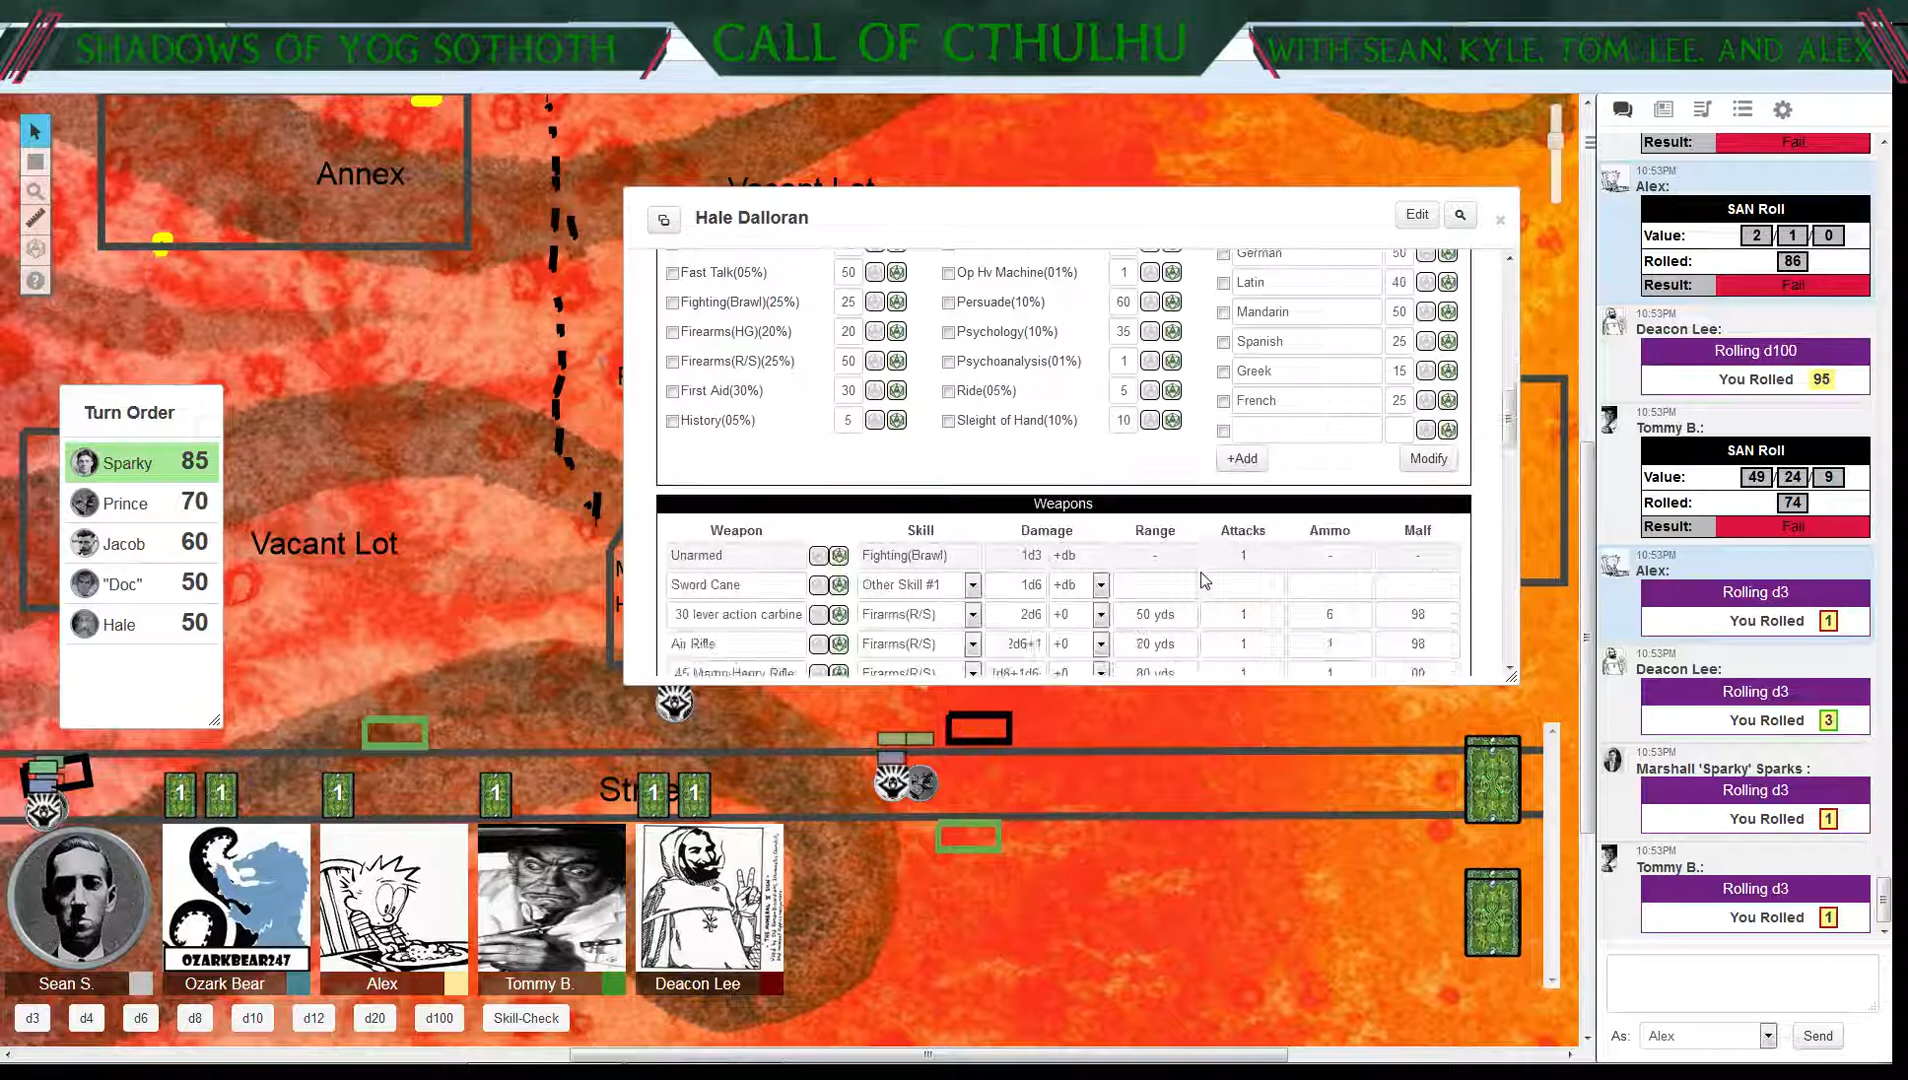 SHADOWS OF YOG SOTHOTH
CALL OF CTHULHU
WITH SEAN, KYLE, TOM, LEE, AND ALEX
Annex
Vacant Lot
Turn Order
Sparky 85
Prince 70
Jacob 60
"Doc" 50
Hale 50
Vacant Lot
Hale Dalloran
Edit
German 50
Fast Talk(05%) 50 Op Hv Machine(01%) 1 Latin 40
Fighting(Brawl)(25%) 25 Persuade(10%) 60 Mandarin 50
Firearms(HG)(20%) 20 Psychology(10%) 35 Spanish 25
Firearms(R/S)(25%) 50 Psychoanalysis(01%) 1 Greek 15
First Aid(30%) 30 Ride(05%) 5 French 25
History(05%) 5 Sleight of Hand(10%) 10
+Add Modify
Weapons
Weapon Skill Damage Range Attacks Ammo Malf
Unarmed Fighting(Brawl) 1d3 +db - 1 - -
Sword Cane Other Skill #1 1d6 +db
30 lever action carbine Firarms(R/S) 2d6 +0 50 yds 1 6 98
Air Rifle Firarms(R/S) 2d6+1 +0 20 yds 1 1 98
Firarms(R/S) +0 80 yds 1 1
1 1 1 1 1 1
Sean S.
OZARKBEAR247
Ozark Bear
Alex
Tommy B.
Deacon Lee
d3 d4 d6 d8 d10 d12 d20 d100 Skill-Check
Result: Fail
10:53PM
Alex:
SAN Roll
Value: 2 / 1 / 0
Rolled: 86
Result: Fail
10:53PM
Deacon Lee:
Rolling d100
You Rolled 95
10:53PM
Tommy B.:
SAN Roll
Value: 49 / 24 / 9
Rolled: 74
Result: Fail
10:53PM
Alex:
Rolling d3
You Rolled 1
10:53PM
Deacon Lee:
Rolling d3
You Rolled 3
10:53PM
Marshall 'Sparky' Sparks :
Rolling d3
You Rolled 1
10:53PM
Tommy B.:
Rolling d3
You Rolled 1
As: Alex Send